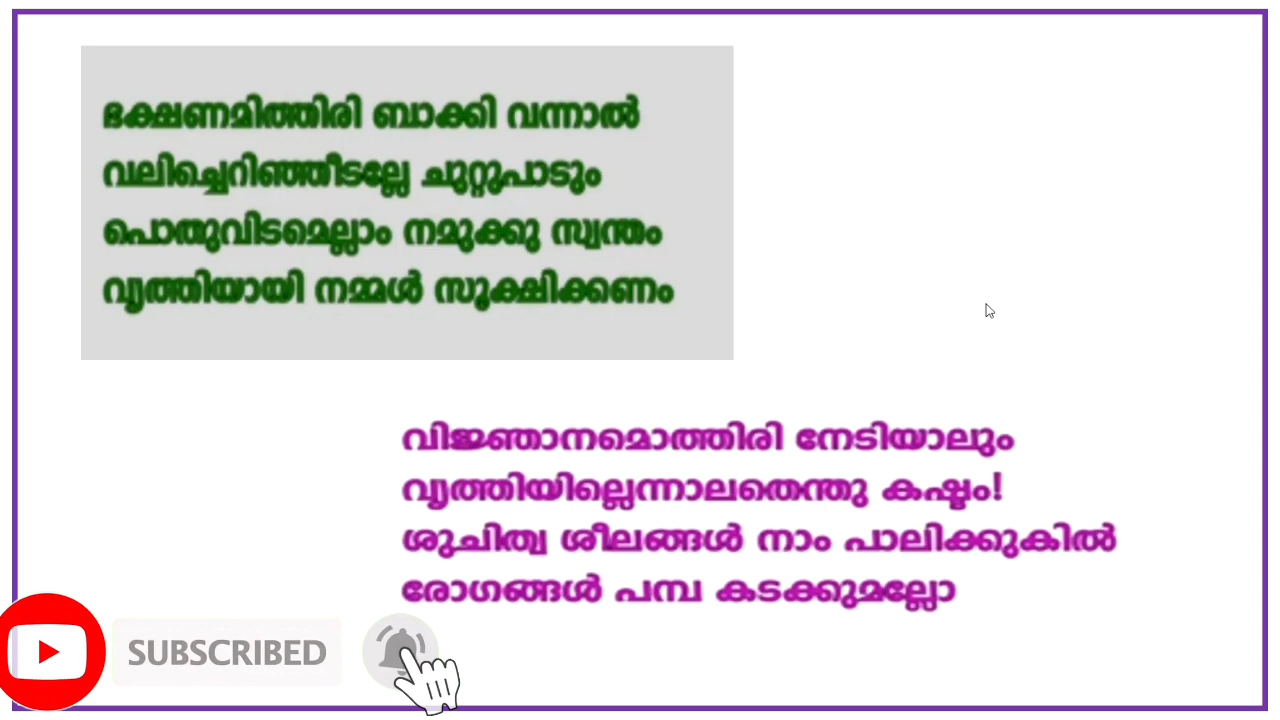 ഭക്ഷണമിത്തിരി ബാക്കി വന്നാൽ
വലിച്ചെറിഞ്ഞീടല്ലേ ചുറ്റുപാടും
പൊതുവിടമെല്ലാം നമുക്കു സ്വന്തം
വൃത്തിയായി നമ്മൾ സൂക്ഷിക്കണം
വിജ്ഞാനമൊത്തിരി നേടിയാലും
വൃത്തിയില്ലെന്നാലതെന്തു കഷ്ടം!
ശുചിത്വ ശീലങ്ങൾ നാം പാലിക്കുകിൽ
രോഗങ്ങൾ പമ്പ കടക്കുമല്ലോ
SUBSCRIBED